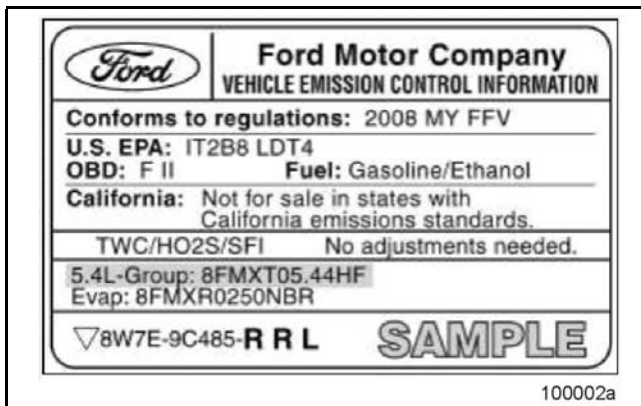 Ford
Ford Motor Company
VEHICLE EMISSION CONTROL INFORMATION
Conforms to regulations: 2008 MY FFV
U.S. EPA: IT2B8 LDT4
OBD: F II Fuel: Gasoline/Ethanol
California: Not for sale in states with
California emissions standards.
TWC/HO2S/SFI No adjustments needed.
5.4L-Group: 8FMXT05.44HF
Evap: 8FMXR0250NBR
▽8W7E-9C485-R R L SAMPLE
100002a